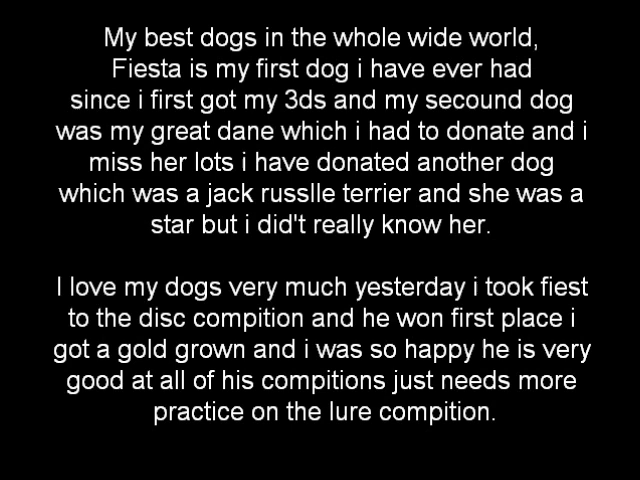 My best dogs in the whole wide world,
Fiesta is my first dog i have ever had
since i first got my 3ds and my secound dog
was my great dane which i had to donate and i
miss her lots i have donated another dog
which was a jack russlle terrier and she was a
star but i did't really know her.
I love my dogs very much yesterday i took fiest
to the disc compition and he won first place i
got a gold grown and i was so happy he is very
good at all of his compitions just needs more
practice on the lure compition.